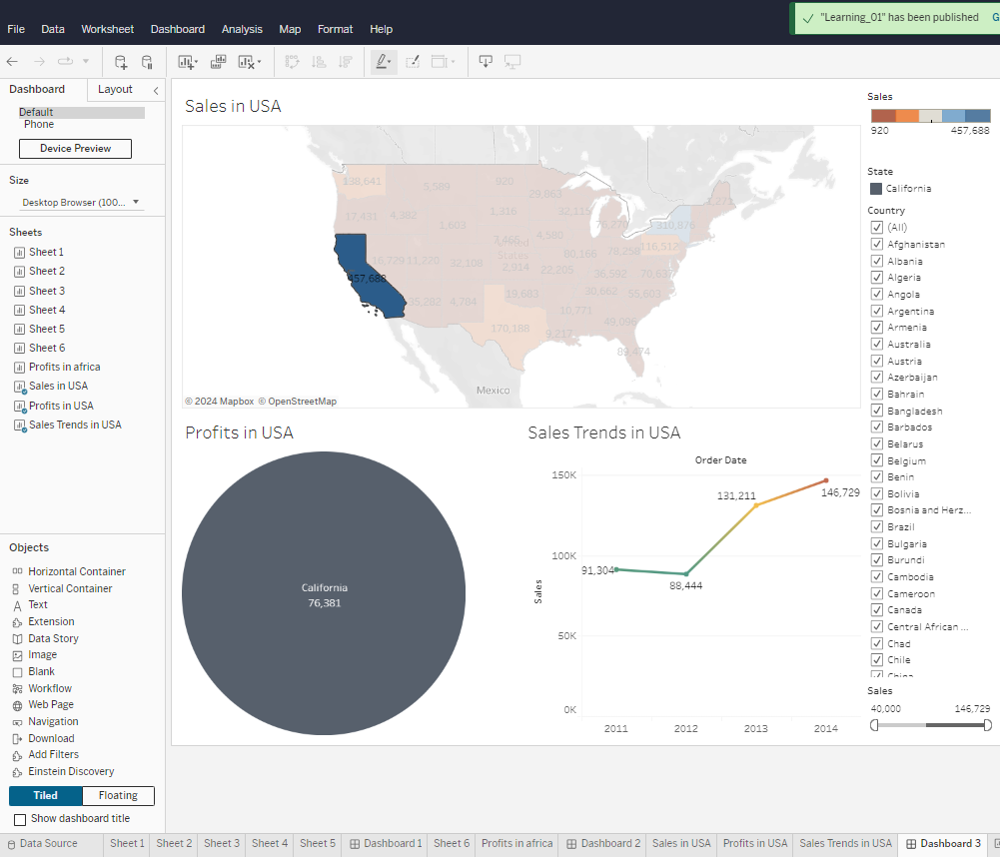 File Data Worksheet Dashboard Analysis Map Format Help
"Learning_01" has been published
Dashboard Layout
Default
Phone
Device Preview
Size
Desktop Browser (100...
Sheets
Sheet 1
Sheet 2
Sheet 3
Sheet 4
Sheet 5
Sheet 6
Profits in africa
Sales in USA
Profits in USA
Sales Trends in USA
Objects
Horizontal Container
Vertical Container
Text
Extension
Data Story
Image
Blank
Workflow
Web Page
Navigation
Download
Add Filters
Einstein Discovery
Tiled Floating
Show dashboard title
Sales in USA
138,641 5,589 920 29,863
17,431 4,382 1,316 32,115 1,271
1,603 76,270 310,876
7,465 4,580 116,512
States 60,166 78,258
16,729 11,220 32,108 2,914 22,205 36,592 70,637
457,688
35,282 4,784 19,683 30,662 55,603
10,771 49,096
170,188 9,217
89,474
Mexico
© 2024 Mapbox © OpenStreetMap
Profits in USA
California
76,381
Sales Trends in USA
Order Date
150K
131,211 146,729
100K
91,304
88,444
Sales
50K
0K
2011 2012 2013 2014
Sales
920 457,688
State
California
Country
(All)
Afghanistan
Albania
Algeria
Angola
Argentina
Armenia
Australia
Austria
Azerbaijan
Bahrain
Bangladesh
Barbados
Belarus
Belgium
Benin
Bolivia
Bosnia and Herz...
Brazil
Bulgaria
Burundi
Cambodia
Cameroon
Canada
Central African ...
Chad
Chile
China
Sales
40,000 146,729
Data Source Sheet 1 Sheet 2 Sheet 3 Sheet 4 Sheet 5 Dashboard 1 Sheet 6 Profits in africa Dashboard 2 Sales in USA Profits in USA Sales Trends in USA Dashboard 3